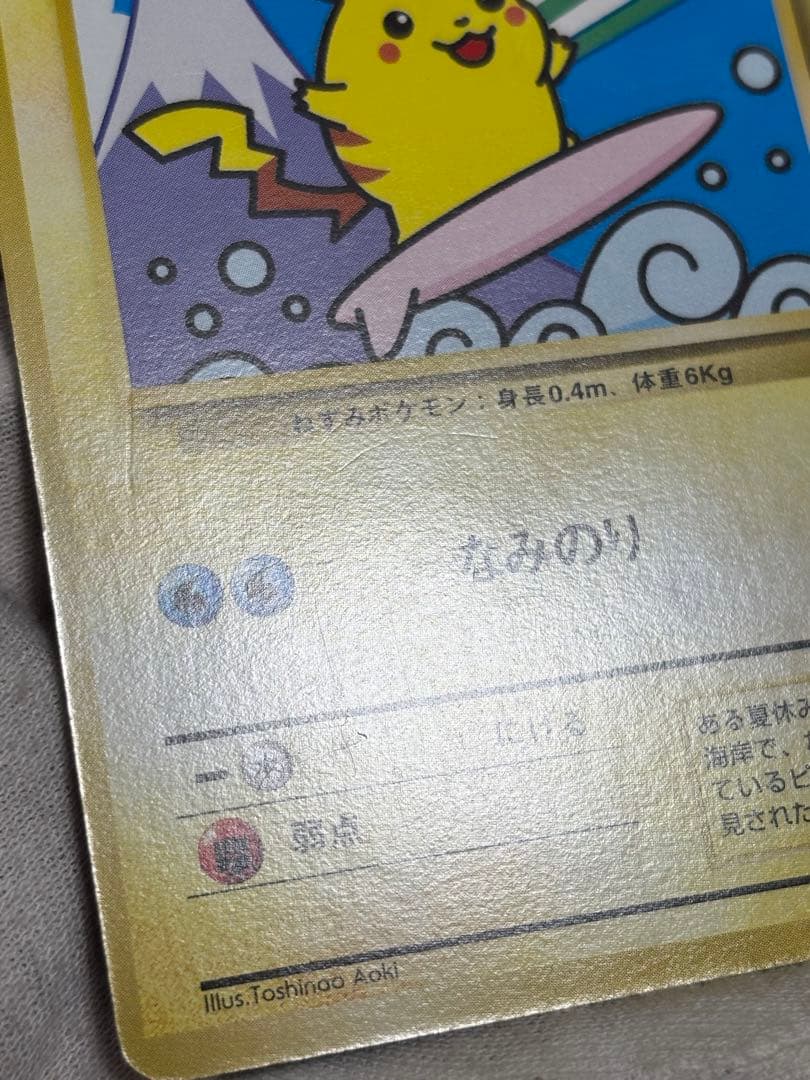 ねずみポケモン：身長0.4m、体重6Kg
なみのり
にげる
弱点
ある夏休み
海岸で、
ているピ
見された
Illus.Toshinao Aoki